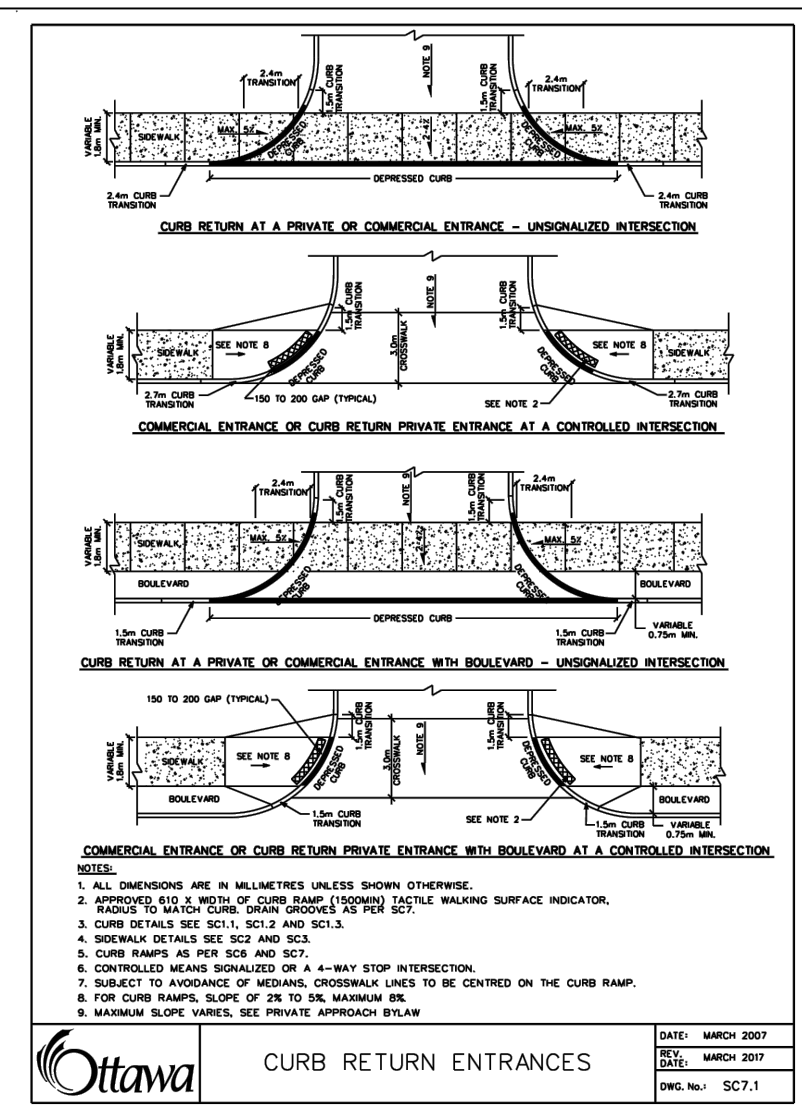 2.4m
TRANSITION
1.5m CURB
TRANSITION
NOTE 9
1.5m CURB
TRANSITION
2.4m
TRANSITION
VARIABLE
1.8m MIN.
SIDEWALK
MAX. 5%
DEPRESSED
CURB
2-4%
DEPRESSED
CURB
MAX. 5%
DEPRESSED CURB
2.4m CURB
TRANSITION
2.4m CURB
TRANSITION
CURB RETURN AT A PRIVATE OR COMMERCIAL ENTRANCE - UNSIGNALIZED INTERSECTION
1.5m CURB
TRANSITION
NOTE 9
1.5m CURB
TRANSITION
VARIABLE
1.8m MIN.
SIDEWALK
SEE NOTE 8
DEPRESSED
CURB
3.0m
CROSSWALK
DEPRESSED
CURB
SEE NOTE 8
SIDEWALK
2.7m CURB
TRANSITION
150 TO 200 GAP (TYPICAL)
SEE NOTE 2
2.7m CURB
TRANSITION
COMMERCIAL ENTRANCE OR CURB RETURN PRIVATE ENTRANCE AT A CONTROLLED INTERSECTION
2.4m
TRANSITION
1.5m CURB
TRANSITION
NOTE 9
1.5m CURB
TRANSITION
2.4m
TRANSITION
VARIABLE
1.8m MIN.
SIDEWALK
MAX. 5%
2-4%
MAX. 5%
BOULEVARD
DEPRESSED
CURB
DEPRESSED
CURB
BOULEVARD
DEPRESSED CURB
1.5m CURB
TRANSITION
1.5m CURB
TRANSITION
VARIABLE
0.75m MIN.
CURB RETURN AT A PRIVATE OR COMMERCIAL ENTRANCE WITH BOULEVARD - UNSIGNALIZED INTERSECTION
150 TO 200 GAP (TYPICAL)
1.5m CURB
TRANSITION
NOTE 9
1.5m CURB
TRANSITION
VARIABLE
1.8m MIN.
SIDEWALK
SEE NOTE 8
DEPRESSED
CURB
3.0m
CROSSWALK
DEPRESSED
CURB
SEE NOTE 8
BOULEVARD
1.5m CURB
TRANSITION
SEE NOTE 2
1.5m CURB
TRANSITION
BOULEVARD
VARIABLE
0.75m MIN.
COMMERCIAL ENTRANCE OR CURB RETURN PRIVATE ENTRANCE WITH BOULEVARD AT A CONTROLLED INTERSECTION
NOTES:
1. ALL DIMENSIONS ARE IN MILLIMETRES UNLESS SHOWN OTHERWISE.
2. APPROVED 610 X WIDTH OF CURB RAMP (1500MIN) TACTILE WALKING SURFACE INDICATOR,
RADIUS TO MATCH CURB. DRAIN GROOVES AS PER SC7.
3. CURB DETAILS SEE SC1.1, SC1.2 AND SC1.3.
4. SIDEWALK DETAILS SEE SC2 AND SC3.
5. CURB RAMPS AS PER SC6 AND SC7.
6. CONTROLLED MEANS SIGNALIZED OR A 4-WAY STOP INTERSECTION.
7. SUBJECT TO AVOIDANCE OF MEDIANS, CROSSWALK LINES TO BE CENTRED ON THE CURB RAMP.
8. FOR CURB RAMPS, SLOPE OF 2% TO 5%, MAXIMUM 8%.
9. MAXIMUM SLOPE VARIES, SEE PRIVATE APPROACH BYLAW
Ottawa
CURB RETURN ENTRANCES
DATE: MARCH 2007
REV.
DATE: MARCH 2017
DWG. No.: SC7.1